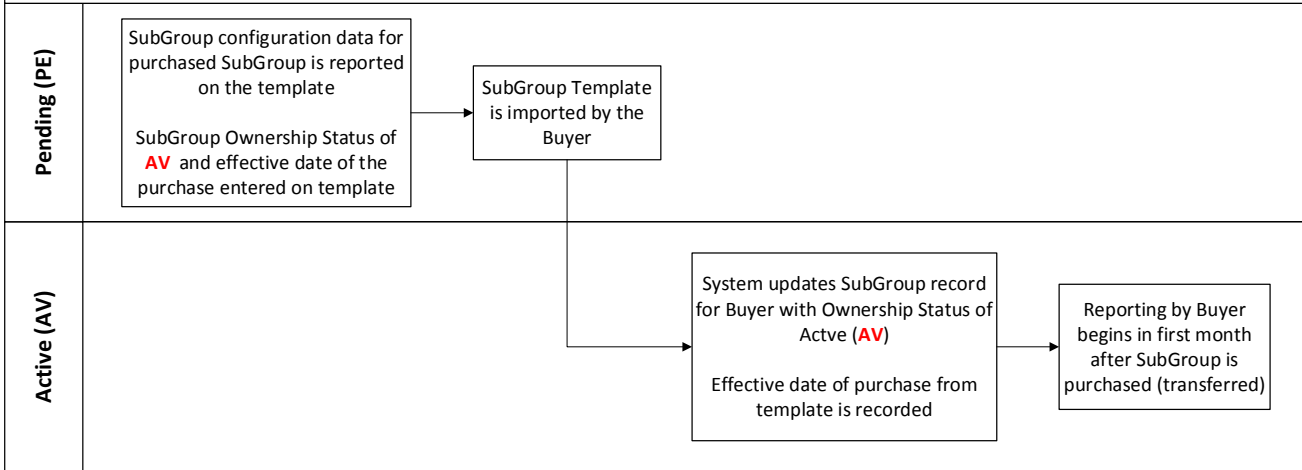 Pending (PE)
SubGroup configuration data for
purchased SubGroup is reported
on the template
SubGroup Ownership Status of
AV and effective date of the
purchase entered on template
SubGroup Template
is imported by the
Buyer
Active (AV)
System updates SubGroup record
for Buyer with Ownership Status of
Actve (AV)
Effective date of purchase from
template is recorded
Reporting by Buyer
begins in first month
after SubGroup is
purchased (transferred)